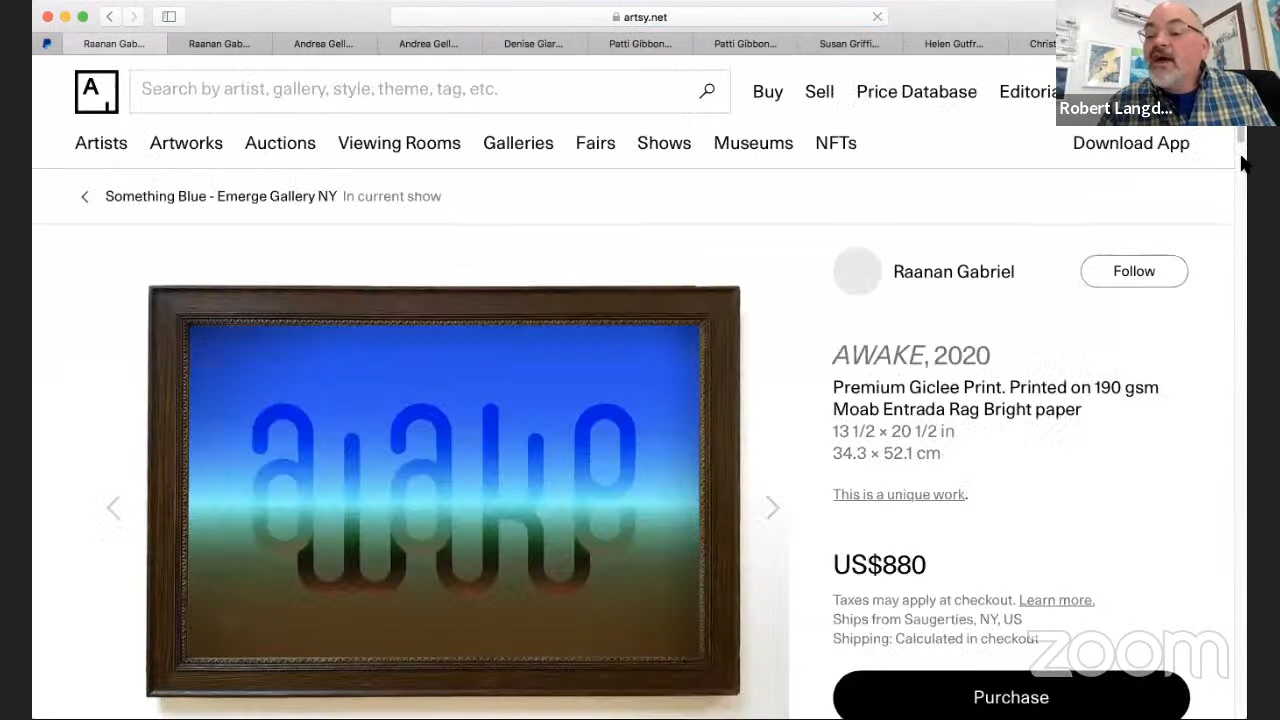 artsy.net
Raanan Gab... Raanan Gab... Andrea Gell... Andrea Gell... Denise Giar... Patti Gibbon... Patti Gibbon... Susan Griffi... Helen Gutfr... Christ
Robert Langd...
A
Search by artist, gallery, style, theme, tag, etc.
Buy Sell Price Database Editoria
Artists Artworks Auctions Viewing Rooms Galleries Fairs Shows Museums NFTs Download App
Something Blue - Emerge Gallery NY In current show
Raanan Gabriel
Follow
awake
AWAKE, 2020
Premium Giclee Print. Printed on 190 gsm
Moab Entrada Rag Bright paper
13 1/2 × 20 1/2 in
34.3 × 52.1 cm
This is a unique work.
US$880
Taxes may apply at checkout. Learn more.
Ships from Saugerties, NY, US
Shipping: Calculated in checkout
zoom
Purchase